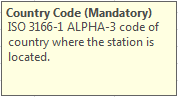 Country Code (Mandatory)
ISO 3166-1 ALPHA-3 code of
country where the station is
located.